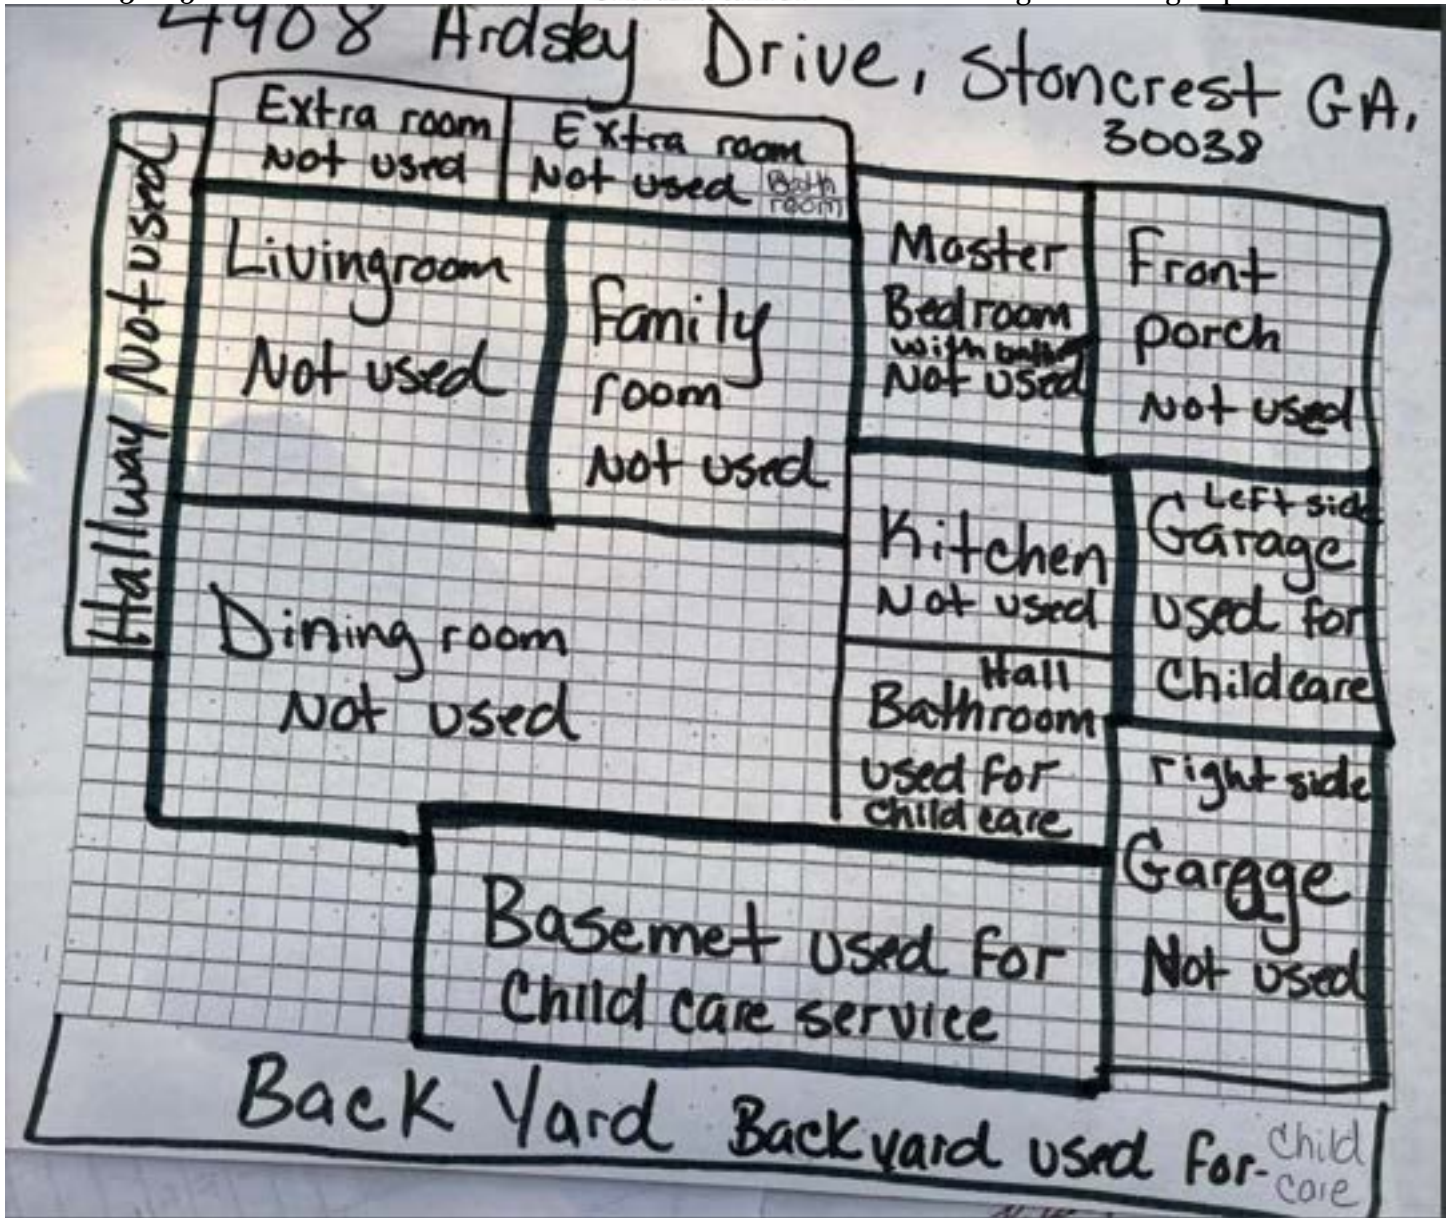 4908 Ardsley Drive, Stoncrest GA,
30038
Extra room
Not used
Extra room
Not used
Bath
room
Hallway Not used
Livingroom
Not used
Family
room
Not used
Master
Bedroom
with
Not used
Front
porch
Not used
Dining room
Not used
Kitchen
Not used
Left side
Garage
used for
Childcare
Hall
Bathroom
used for
child care
right side
Garage
Not used
Basemet used for
Child care service
Back Yard Backyard used for-
Child
care